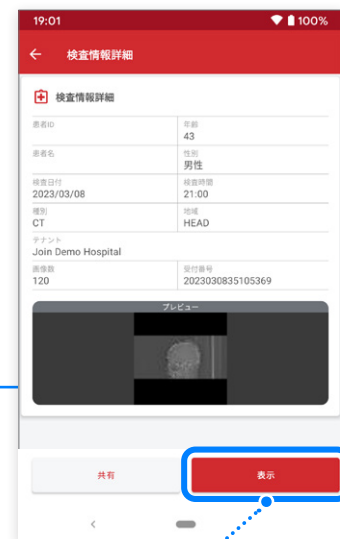 19:01 100%
検査情報詳細
検査情報詳細
患者ID 年齢
43
患者名 性別
男性
検査日付 検査時間
2023/03/08 21:00
種別 地域
CT HEAD
テナント
Join Demo Hospital
画像数 受付番号
120 2023030835105369
プレビュー
共有 表示